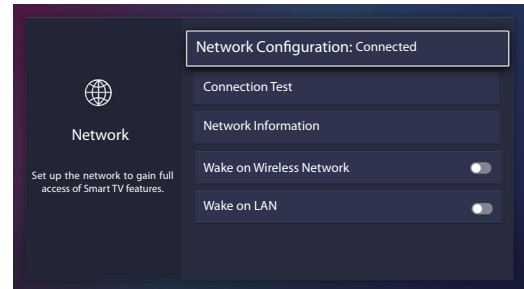 Network
Set up the network to gain full
access of Smart TV features.
Network Configuration: Connected
Connection Test
Network Information
Wake on Wireless Network
Wake on LAN